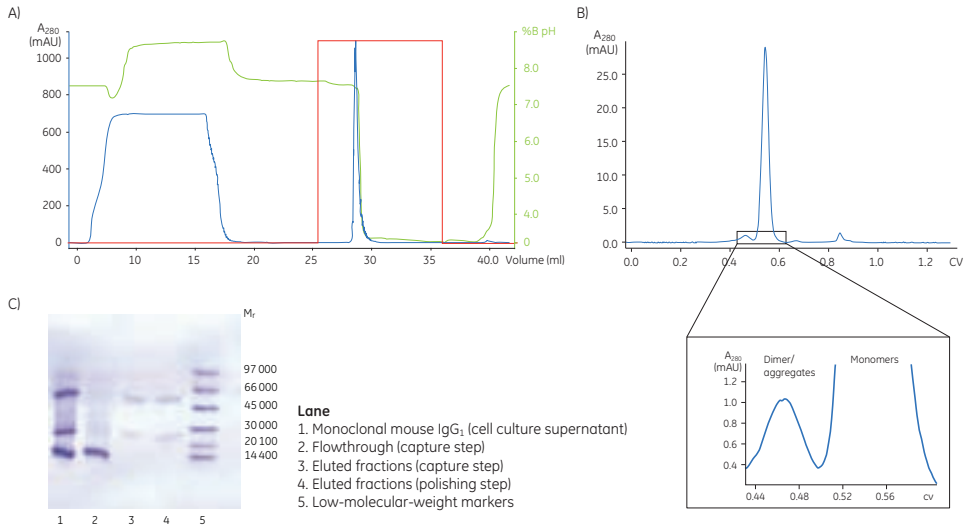 A)
A280
(mAU)
%B pH
1000
800
600
400
200
0
8.0
7.0
6.0
5.0
4.0
0
0
10
15
20
25
30
35
40.0
Volume (ml)
B)
A280
(mAU)
25.0
20.0
15.0
10.0
5.0
0.0
0.0
0.2
0.4
0.6
0.8
1.0
1.2
CV
A280
(mAU)
Dimer/
aggregates
Monomers
1.2
1.0
0.8
0.6
0.4
0.44
0.48
0.52
0.56
cv
C)
Mr
97 000
66 000
45 000
30 000
20 100
14 400
1 2 3 4 5
Lane
1. Monoclonal mouse IgG1 (cell culture supernatant)
2. Flowthrough (capture step)
3. Eluted fractions (capture step)
4. Eluted fractions (polishing step)
5. Low-molecular-weight markers